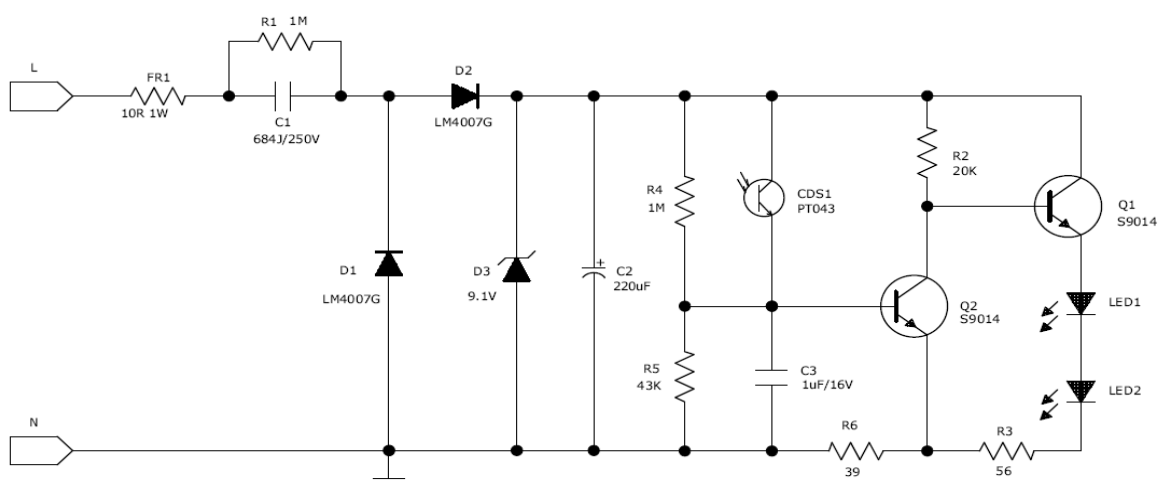 R1 1M
L
FR1
10R 1W
C1
684J/250V
D2
LM4007G
R2
20K
Q1
S9014
R4
1M
CDS1
PT043
D1
LM4007G
D3
9.1V
C2
220uF
Q2
S9014
LED1
R5
43K
C3
1uF/16V
LED2
N
R6
39
R3
56